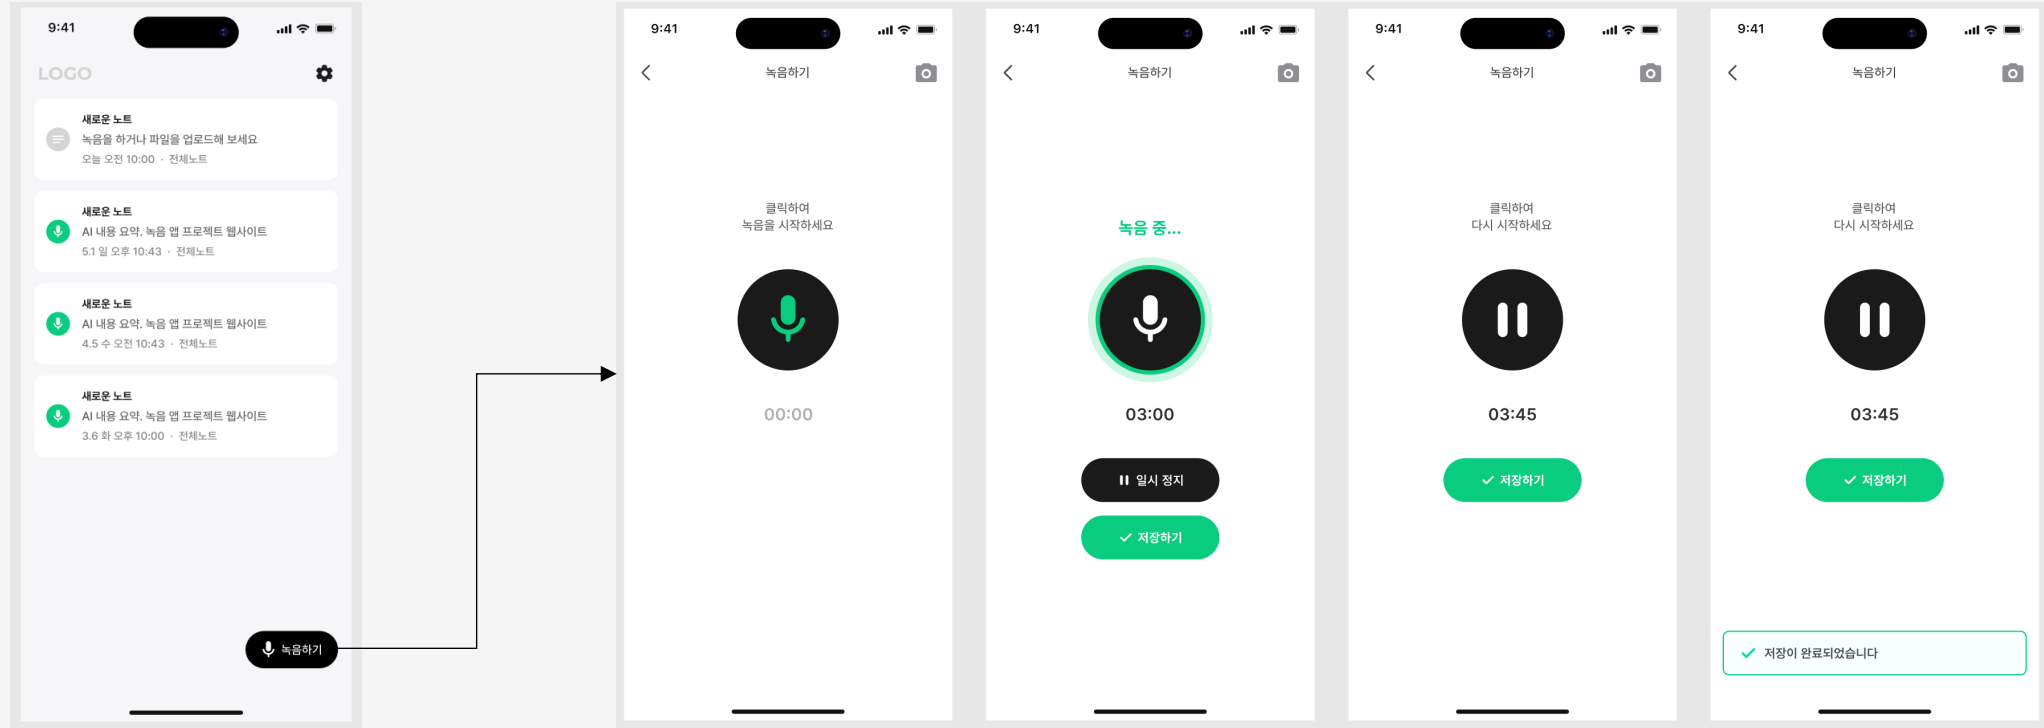 9:41
LOGO
새로운 노트
녹음을 하거나 파일을 업로드해 보세요
오늘 오전 10:00 · 전체노트
새로운 노트
AI 내용 요약. 녹음 앱 프로젝트 웹사이트
5.1 일 오후 10:43 · 전체노트
새로운 노트
AI 내용 요약. 녹음 앱 프로젝트 웹사이트
4.5 수 오전 10:43 · 전체노트
새로운 노트
AI 내용 요약. 녹음 앱 프로젝트 웹사이트
3.6 화 오후 10:00 · 전체노트
녹음하기
9:41
녹음하기
클릭하여
녹음을 시작하세요
00:00
9:41
녹음하기
녹음 중...
03:00
일시 정지
저장하기
9:41
녹음하기
클릭하여
다시 시작하세요
03:45
저장하기
9:41
녹음하기
클릭하여
다시 시작하세요
03:45
저장하기
저장이 완료되었습니다